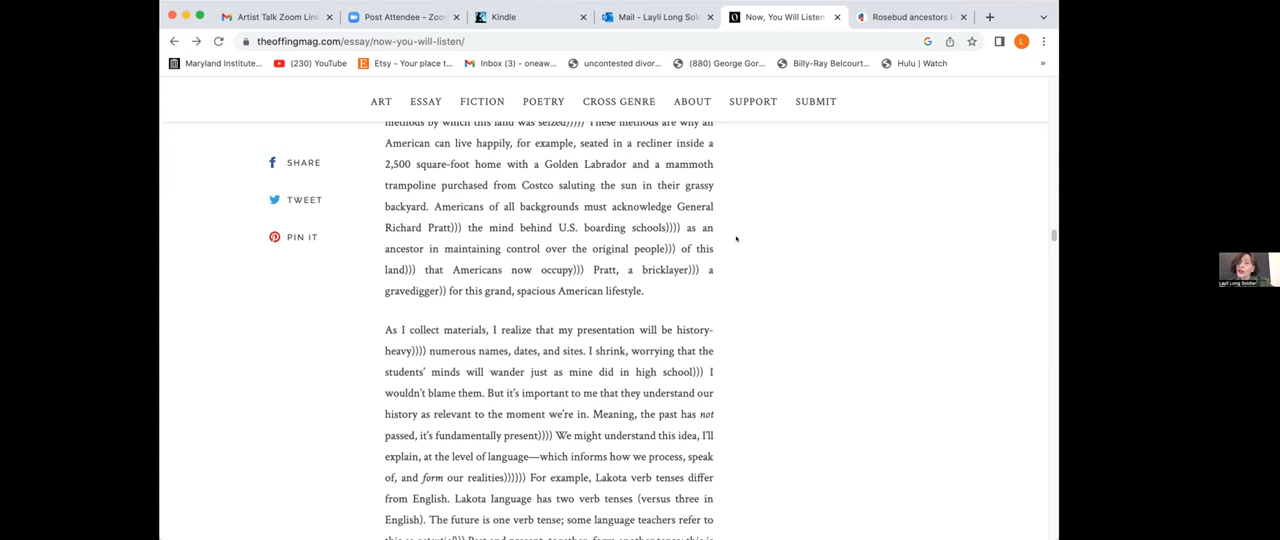 Artist Talk Zoom Link
Post Attendee - Zoo
Kindle
Mail - Layli Long Sol
Now, You Will Listen
Rosebud ancestors
theoffingmag.com/essay/now-you-will-listen/
Maryland Institute...
(230) YouTube
Etsy - Your place t...
Inbox (3) - oneaw...
uncontested divor...
(880) George Gor...
Billy-Ray Belcourt...
Hulu | Watch
»
ART ESSAY FICTION POETRY CROSS GENRE ABOUT SUPPORT SUBMIT
SHARE
TWEET
PIN IT
methods by which this land was seized)))) These methods are why an
American can live happily, for example, seated in a recliner inside a
2,500 square-foot home with a Golden Labrador and a mammoth
trampoline purchased from Costco saluting the sun in their grassy
backyard. Americans of all backgrounds must acknowledge General
Richard Pratt))) the mind behind U.S. boarding schools)))) as an
ancestor in maintaining control over the original people))) of this
land))) that Americans now occupy))) Pratt, a bricklayer))) a
gravedigger)) for this grand, spacious American lifestyle.
As I collect materials, I realize that my presentation will be history-
heavy)))) numerous names, dates, and sites. I shrink, worrying that the
students' minds will wander just as mine did in high school))) I
wouldn't blame them. But it's important to me that they understand our
history as relevant to the moment we're in. Meaning, the past has not
passed, it's fundamentally present)))) We might understand this idea, I'll
explain, at the level of language—which informs how we process, speak
of, and form our realities)))))) For example, Lakota verb tenses differ
from English. Lakota language has two verb tenses (versus three in
English). The future is one verb tense; some language teachers refer to
Layli Long Soldier